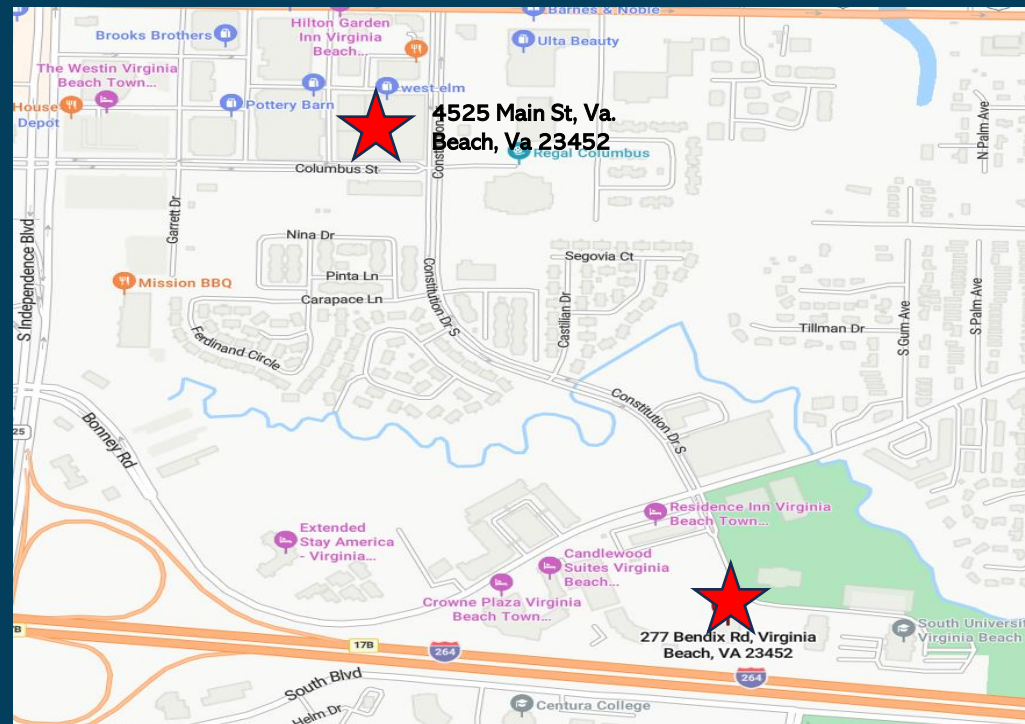 Barnes & Noble
Hilton Garden
Inn Virginia
Beach...
Brooks Brothers
Ulta Beauty
The Westin Virginia
Beach Town...
west elm
House
Depot
Pottery Barn
4525 Main St, Va.
Beach, Va 23452
Regal Columbus
N Palm Ave
Columbus St
Garrett Dr
Nina Dr
Segovia Ct
S Independence Blvd
Mission BBQ
Pinta Ln
Carapace Ln
Constitution Dr S
Castilian Dr
Tillman Dr
S Gum Ave
S Palm Ave
Ferdinand Circle
Constitution Dr S
Bonney Rd
25
Residence Inn Virginia
Beach Town...
Extended
Stay America
- Virginia...
Candlewood
Suites Virginia
Beach...
Crowne Plaza Virginia
Beach Town...
277 Bendix Rd, Virginia
Beach, VA 23452
South Universi
Virginia Beach
17B
264
264
South Blvd
Helm Dr
Centura College